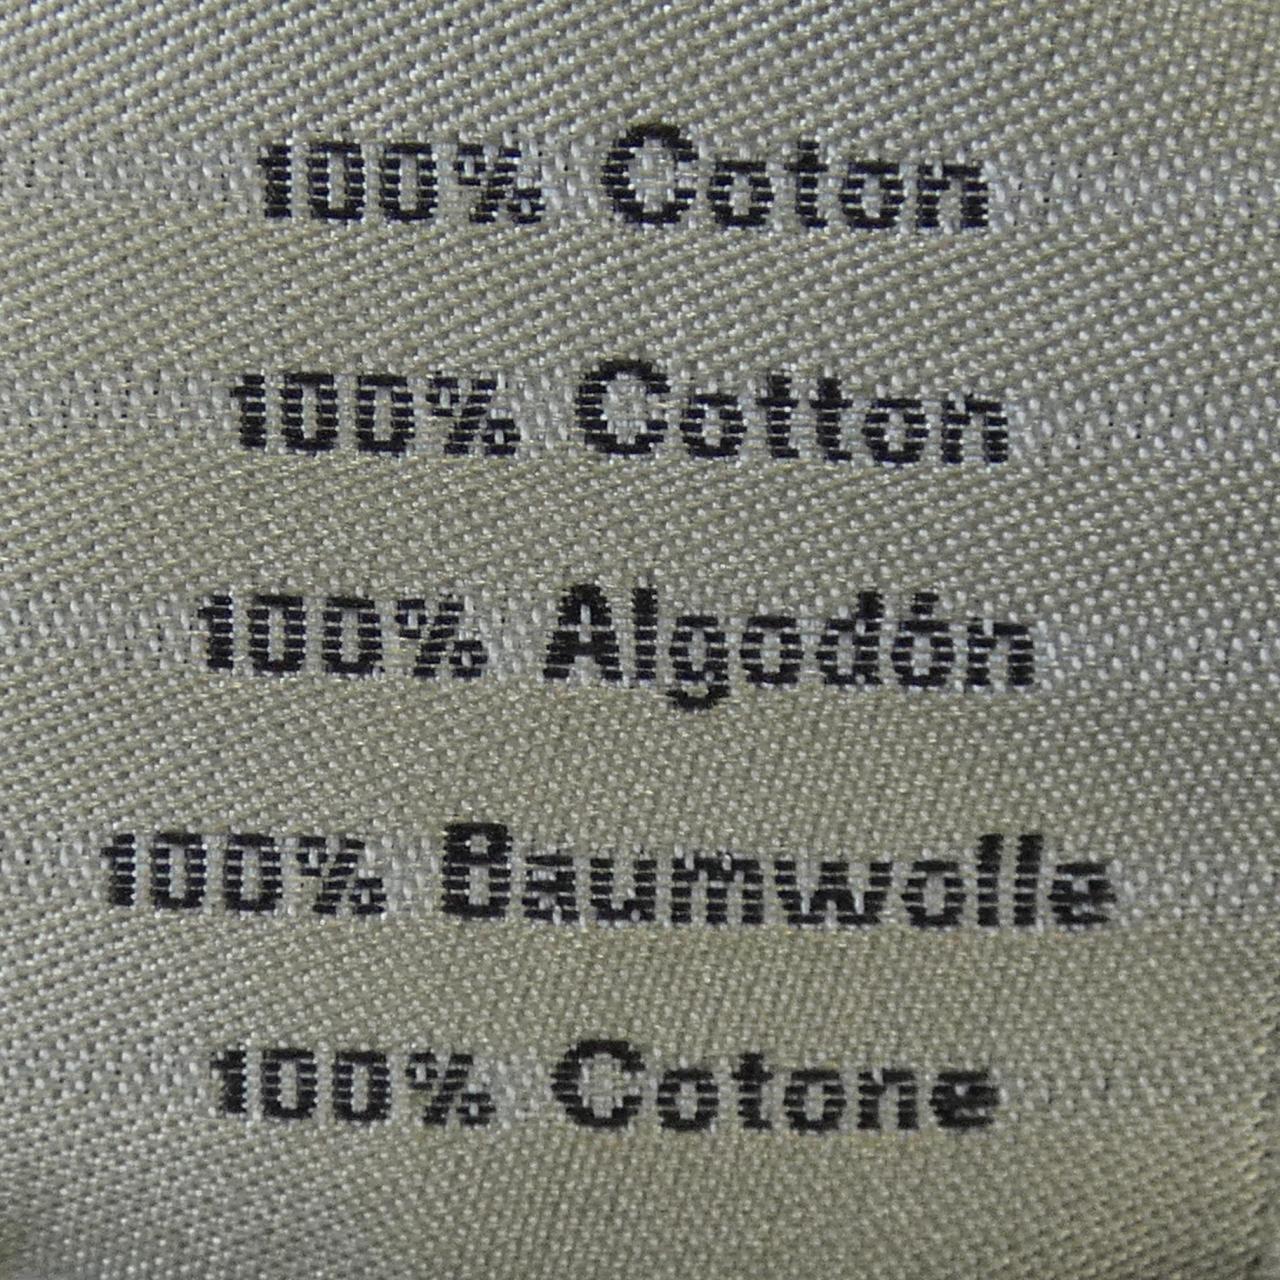 100% Coton
100% Cotton
100% Algodón
100% Baumwolle
100% Cotone